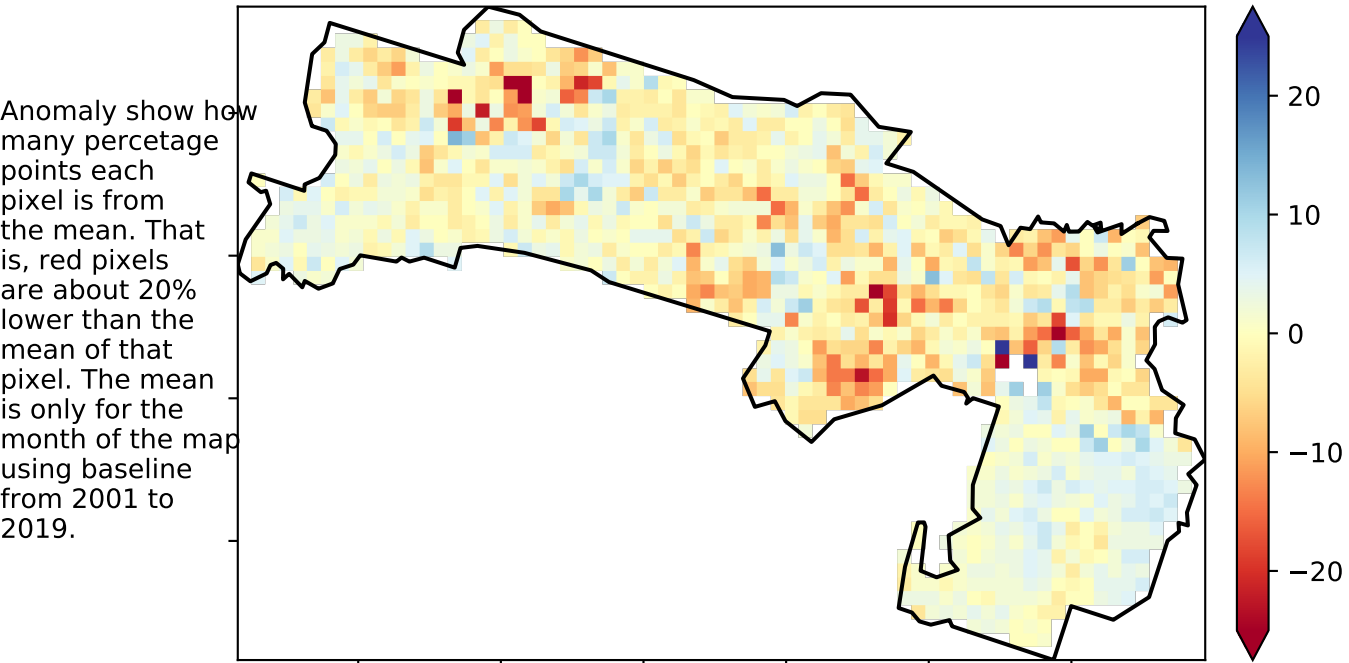 Anomaly show how
many percetage
points each
pixel is from
the mean. That
is, red pixels
are about 20%
lower than the
mean of that
pixel. The mean
is only for the
month of the map
using baseline
from 2001 to
2019.
20
10
0
−10
−20